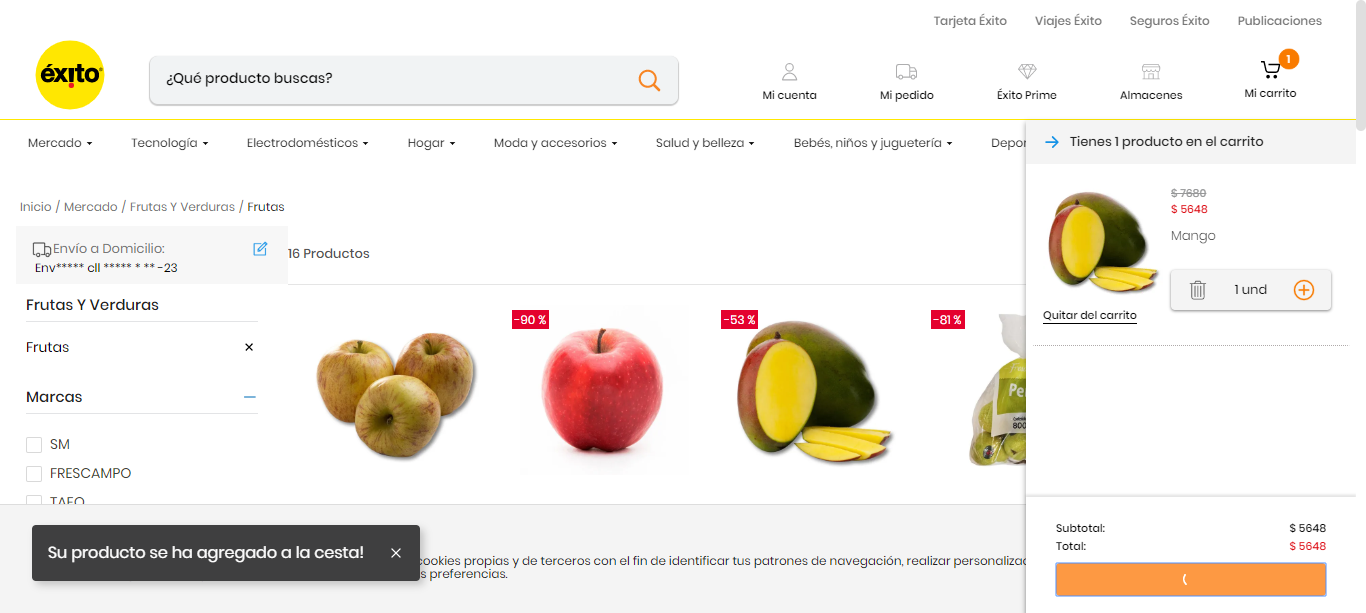 Tarjeta Éxito Viajes Éxito Seguros Éxito Publicaciones
éxito
¿Qué producto buscas?
1
Mi cuenta Mi pedido Éxito Prime Almacenes Mi carrito
Mercado Tecnología Electrodomésticos Hogar Moda y accesorios Salud y belleza Bebés, niños y juguetería Depor
Tienes 1 producto en el carrito
Inicio / Mercado / Frutas Y Verduras / Frutas
Envío a Domicilio:
Env***** cll ***** * ** -23
16 Productos
Frutas Y Verduras
Frutas
Marcas
SM
FRESCAMPO
TAEQ
-90 %
-53 %
-81 %
Pe
800
$ 7680
$ 5648
Mango
1 und
Quitar del carrito
Subtotal: $ 5648
Total: $ 5648
Su producto se ha agregado a la cesta!
cookies propias y de terceros con el fin de identificar tus patrones de navegación, realizar personaliza
s preferencias.